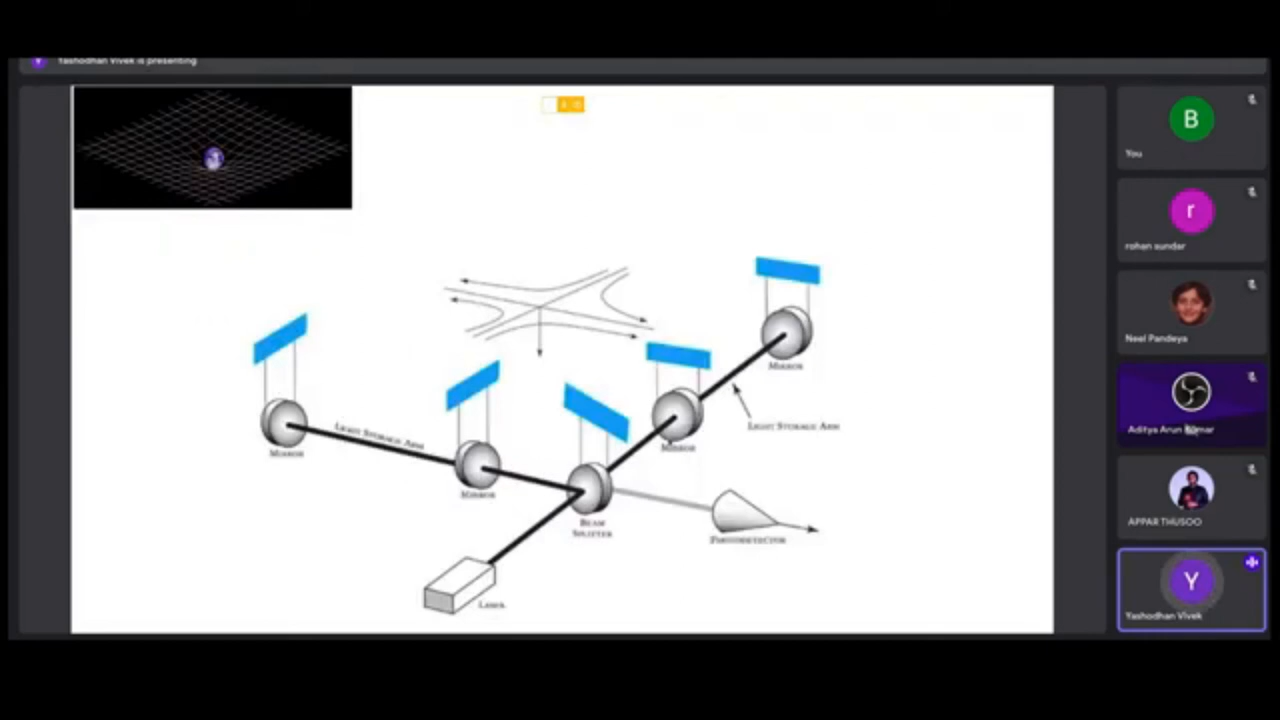 Y
Yashodhan Vivek is presenting
MIRROR
LIGHT STORAGE ARM
MIRROR
MIRROR
MIRROR
LIGHT STORAGE ARM
BEAM
SPLITTER
PHOTODETECTOR
LASER
B
You
r
rohan sundar
Neel Pandeya
Aditya Arun
APPAR THUSOO
Y
Yashodhan Vivek